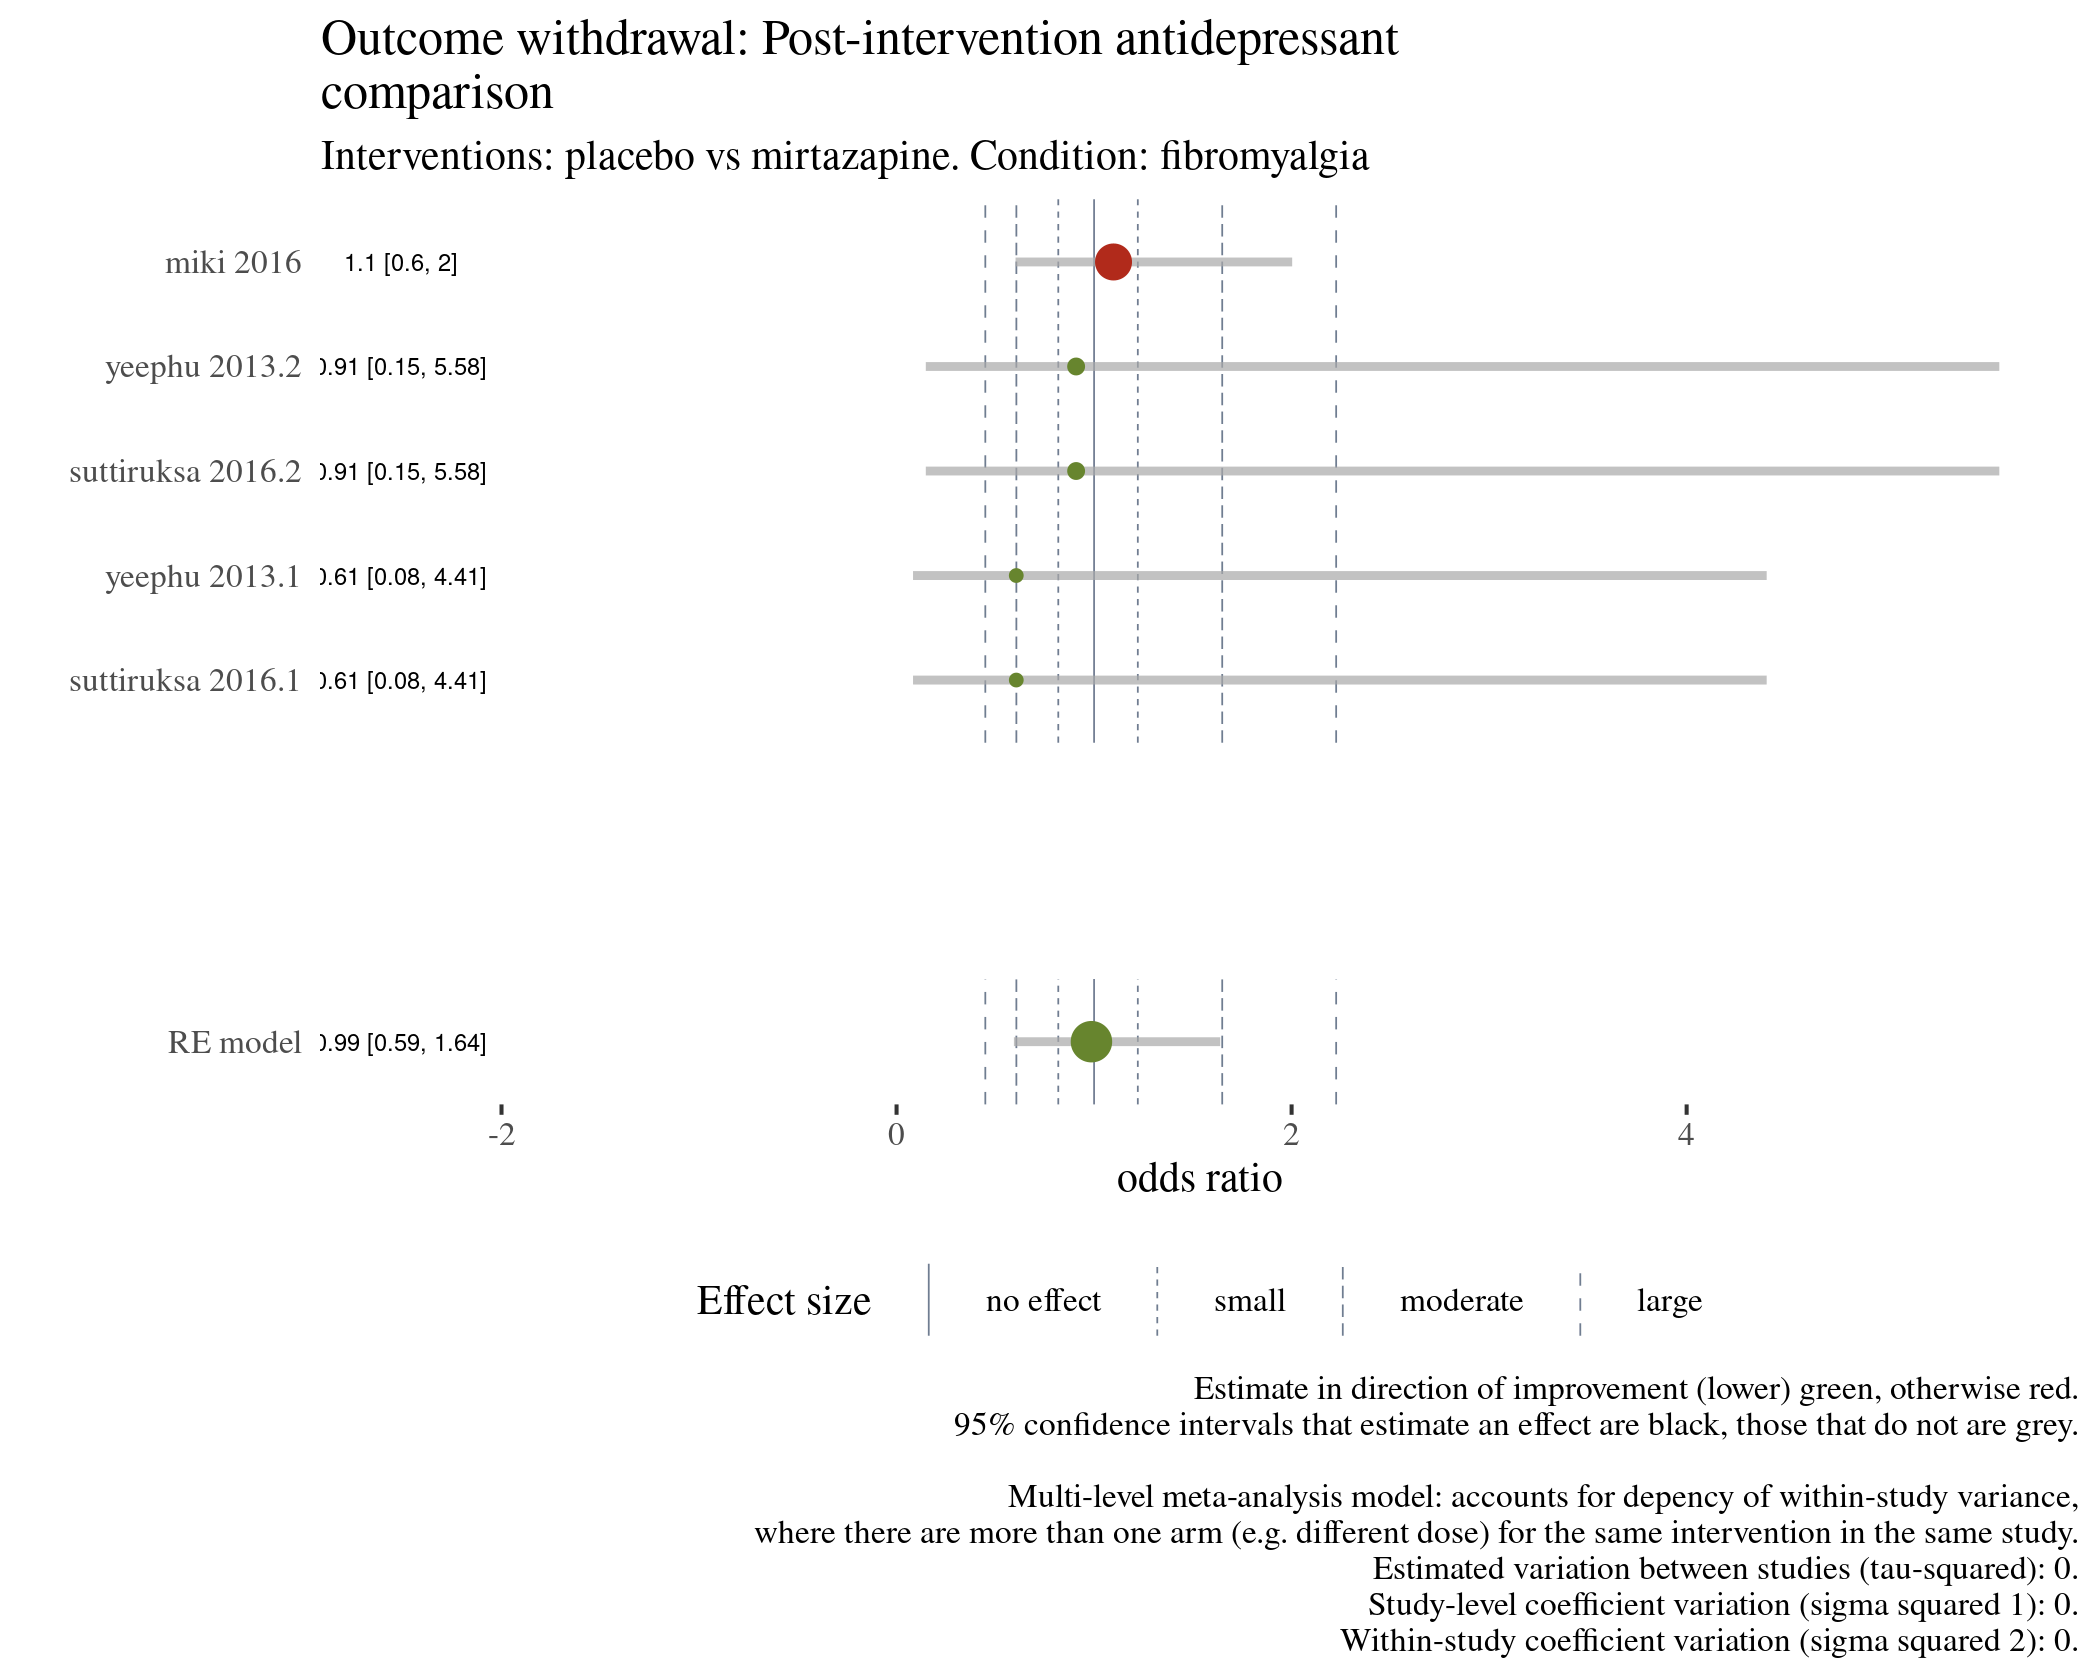 Outcome withdrawal: Post-intervention antidepressant
comparison
Interventions: placebo vs mirtazapine. Condition: fibromyalgia
miki 2016 1.1 [0.6, 2]
yeephu 2013.2 0.91 [0.15, 5.58]
suttiruksa 2016.2 0.91 [0.15, 5.58]
yeephu 2013.1 0.61 [0.08, 4.41]
suttiruksa 2016.1 0.61 [0.08, 4.41]
RE model 0.99 [0.59, 1.64]
-2 0 2 4
odds ratio
Effect size no effect small moderate large
Estimate in direction of improvement (lower) green, otherwise red.
95% confidence intervals that estimate an effect are black, those that do not are grey.
Multi-level meta-analysis model: accounts for depency of within-study variance,
where there are more than one arm (e.g. different dose) for the same intervention in the same study.
Estimated variation between studies (tau-squared): 0.
Study-level coefficient variation (sigma squared 1): 0.
Within-study coefficient variation (sigma squared 2): 0.